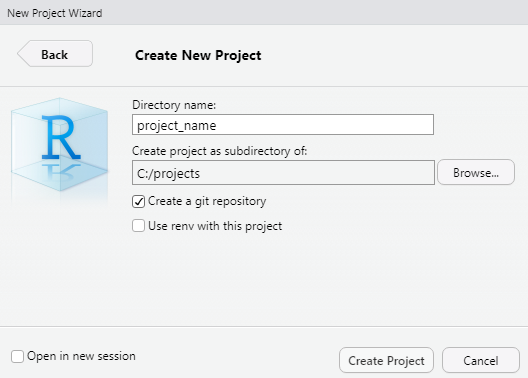 New Project Wizard
Back
Create New Project
R
Directory name:
project_name
Create project as subdirectory of:
C:/projects
Browse...
Create a git repository
Use renv with this project
Open in new session
Create Project
Cancel